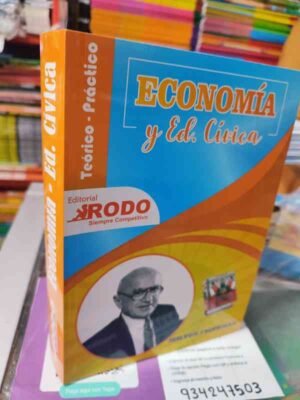 Teórico - Práctico
ECONOMÍA
y Ed. Cívica
Editorial
RODO
Siempre Competitivo
Economía - Ed. Cívica
934247503